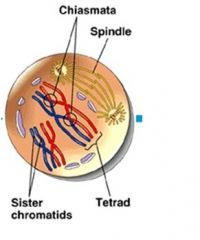 Chiasmata
Spindle
Sister
chromatids
Tetrad